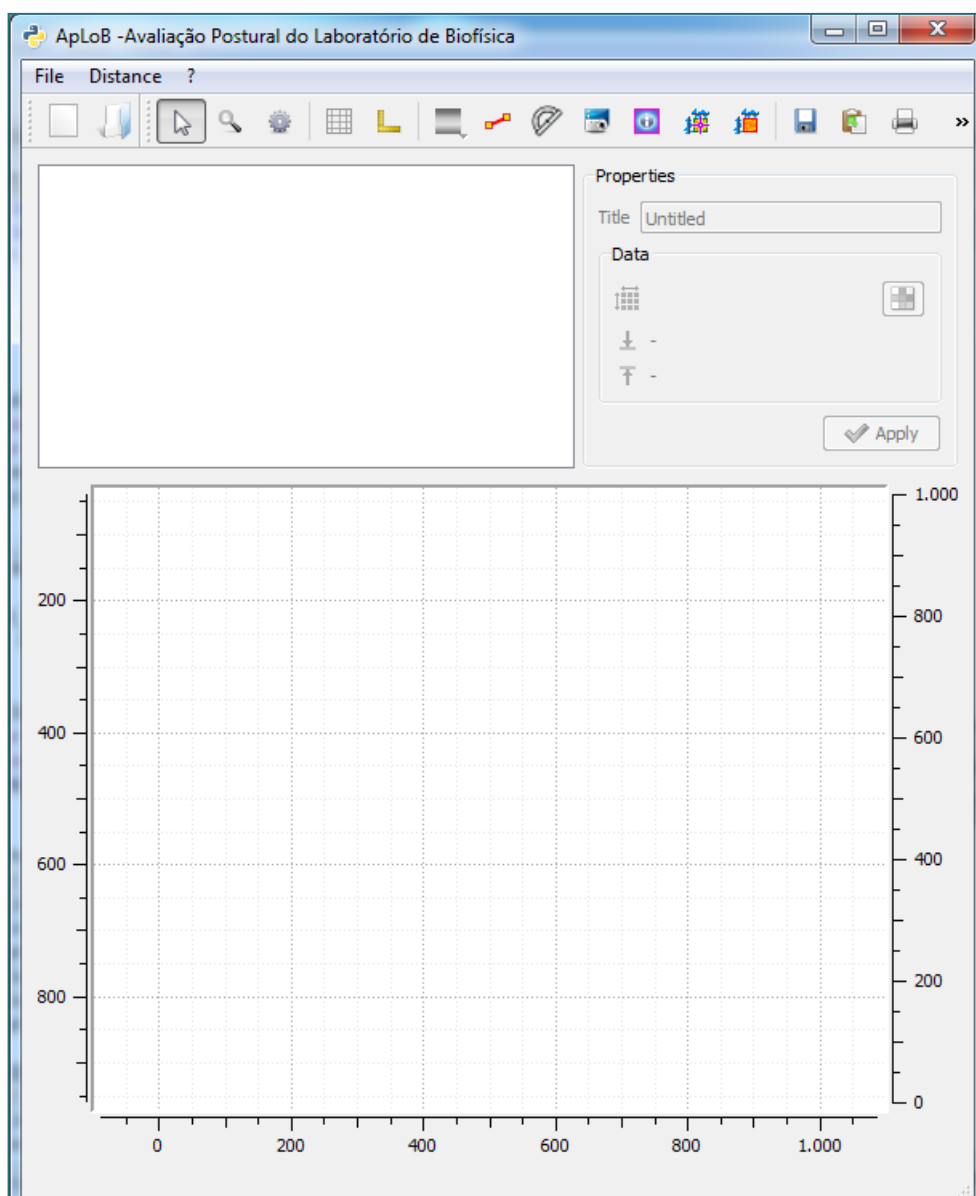 ApLoB -Avaliação Postural do Laboratório de Biofísica
File Distance ?
»
Properties
Title Untitled
Data
-
-
Apply
200
400
600
800
1.000
800
600
400
200
0
0 200 400 600 800 1.000